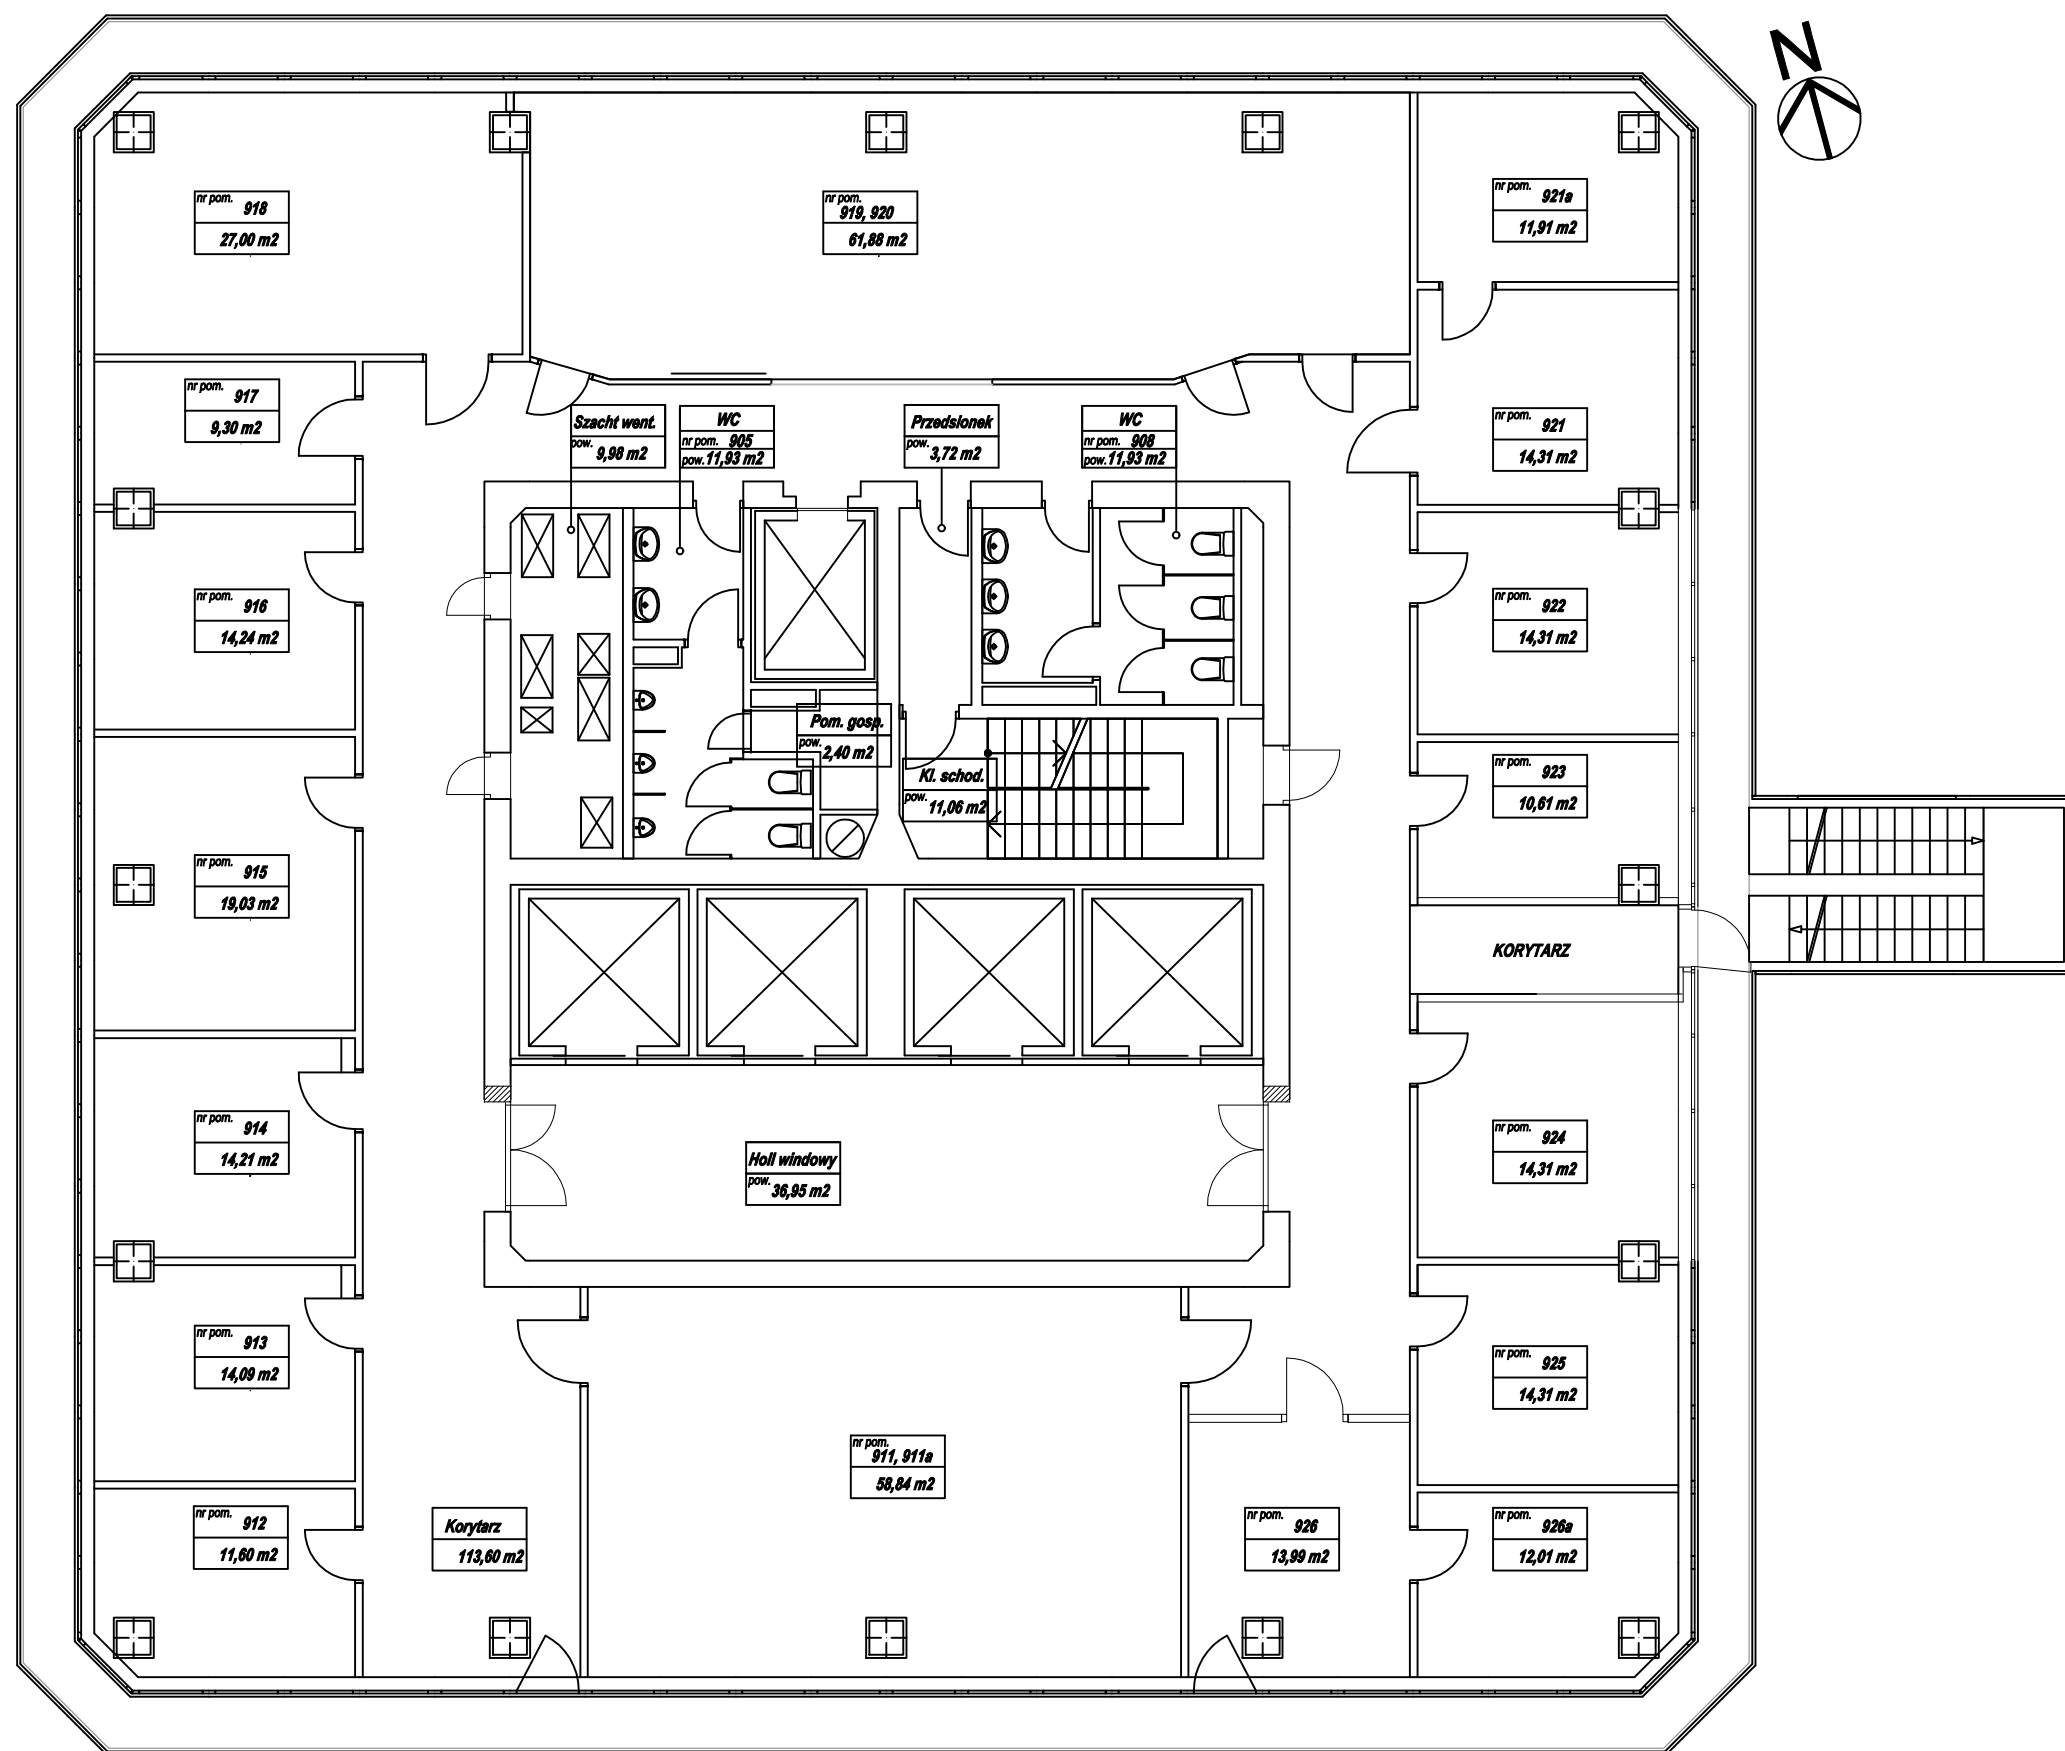 N
nr pom.
918
27,00 m2
nr pom.
919, 920
61,88 m2
nr pom.
921a
11,91 m2
nr pom.
917
9,30 m2
Szacht went.
pow.
9,98 m2
WC
nr pom. 905
pow. 11,93 m2
Przedsionek
pow.
3,72 m2
WC
nr pom. 908
pow. 11,93 m2
nr pom.
921
14,31 m2
nr pom.
916
14,24 m2
nr pom.
922
14,31 m2
Pom. gosp.
pow.
2,40 m2
Kl. schod.
pow.
11,06 m2
nr pom.
923
10,61 m2
nr pom.
915
19,03 m2
KORYTARZ
nr pom.
914
14,21 m2
Holl windowy
pow.
36,95 m2
nr pom.
924
14,31 m2
nr pom.
913
14,09 m2
nr pom.
925
14,31 m2
nr pom.
911, 911a
58,84 m2
nr pom.
912
11,60 m2
Korytarz
113,60 m2
nr pom.
926
13,99 m2
nr pom.
926a
12,01 m2